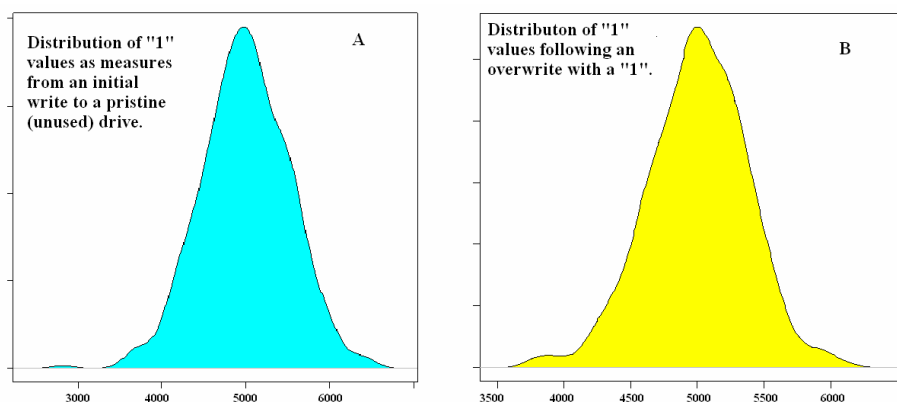 Distribution of "1"
values as measures
from an initial
write to a pristine
(unused) drive.
A
3000 4000 5000 6000
Distributon of "1"
values following an
overwrite with a "1".
B
3500 4000 4500 5000 5500 6000